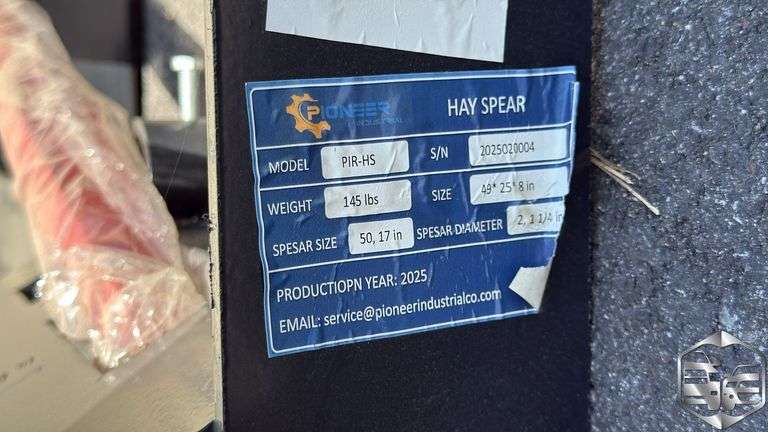 PIONEER
INDUSTRIAL
HAY SPEAR
MODEL PIR-HS S/N 2025020004
WEIGHT 145 lbs SIZE 49* 25* 8 in
SPESAR SIZE 50, 17 in SPESAR DIAMETER 2, 1 1/4 in
PRODUCTIOPN YEAR: 2025
EMAIL: service@pioneerindustrialco.com